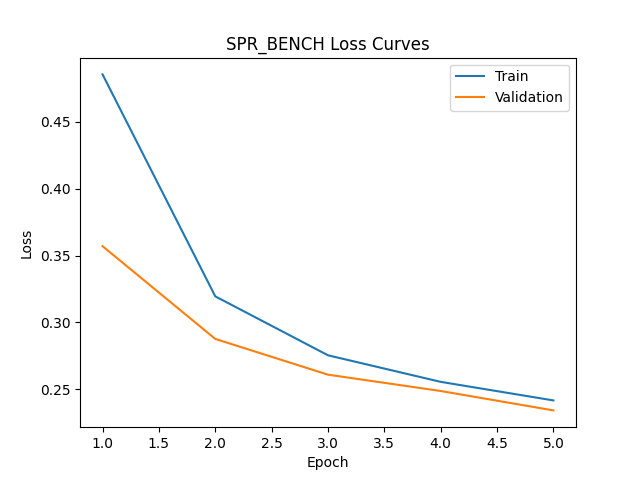 SPR_BENCH Loss Curves
Train
Validation
Loss
0.45
0.40
0.35
0.30
0.25
1.0 1.5 2.0 2.5 3.0 3.5 4.0 4.5 5.0
Epoch